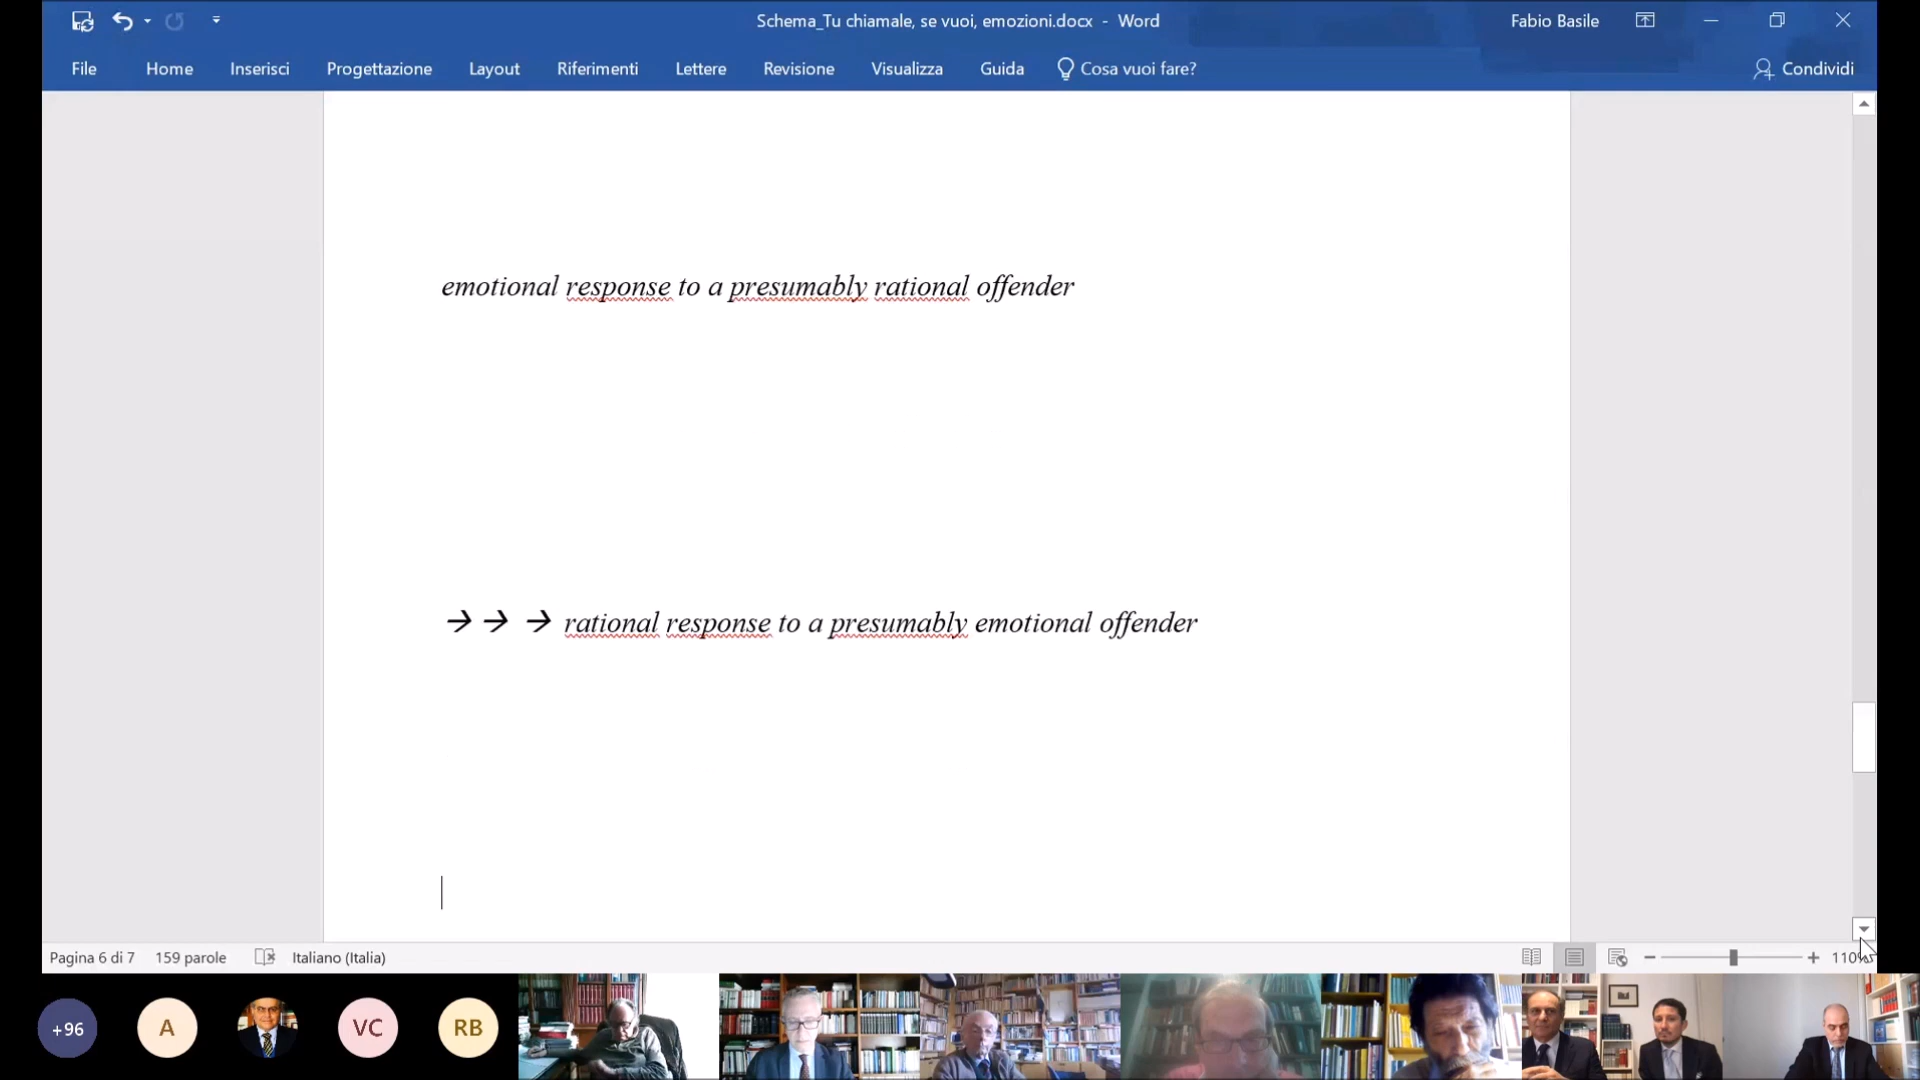 Schema_Tu chiamale, se vuoi, emozioni.docx - Word
Fabio Basile
File Home Inserisci Progettazione Layout Riferimenti Lettere Revisione Visualizza Guida Cosa vuoi fare? Condividi
emotional response to a presumably rational offender
→ → → rational response to a presumably emotional offender
Pagina 6 di 7 159 parole Italiano (Italia) 110%
+96 A VC RB